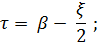 τ = β − ξ/2 ;